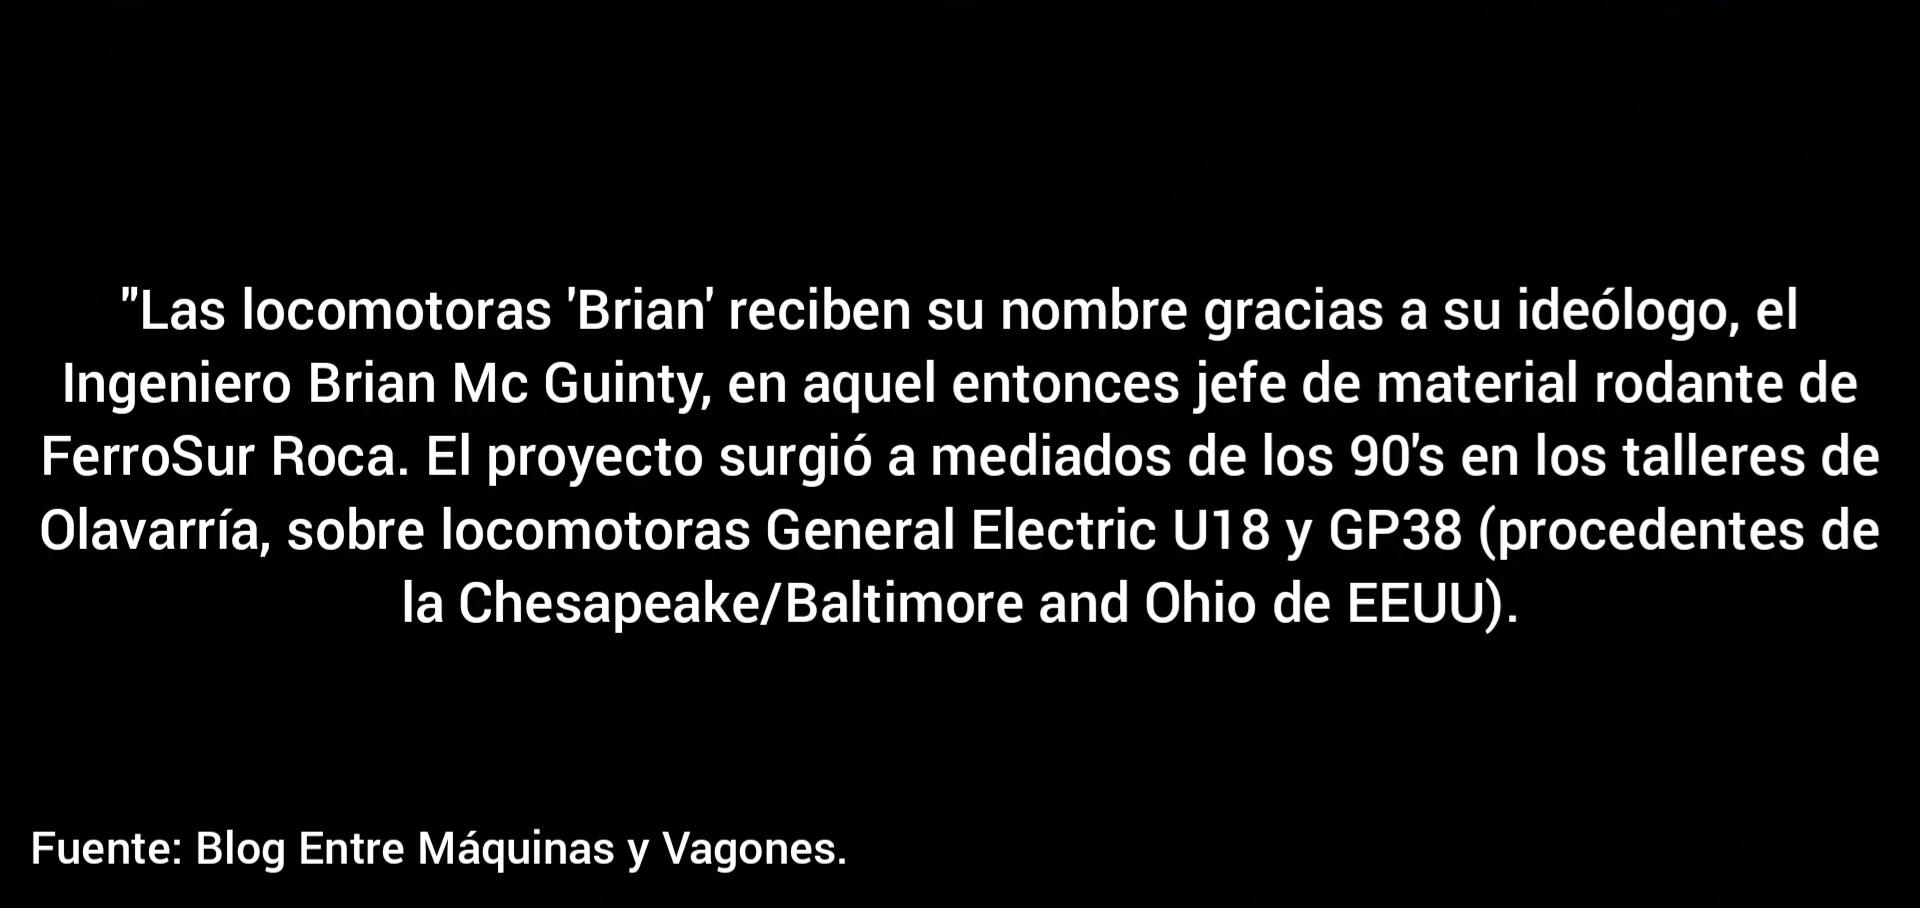 "Las locomotoras 'Brian' reciben su nombre gracias a su ideólogo, el
Ingeniero Brian Mc Guinty, en aquel entonces jefe de material rodante de
FerroSur Roca. El proyecto surgió a mediados de los 90's en los talleres de
Olavarría, sobre locomotoras General Electric U18 y GP38 (procedentes de
la Chesapeake/Baltimore and Ohio de EEUU).
Fuente: Blog Entre Máquinas y Vagones.